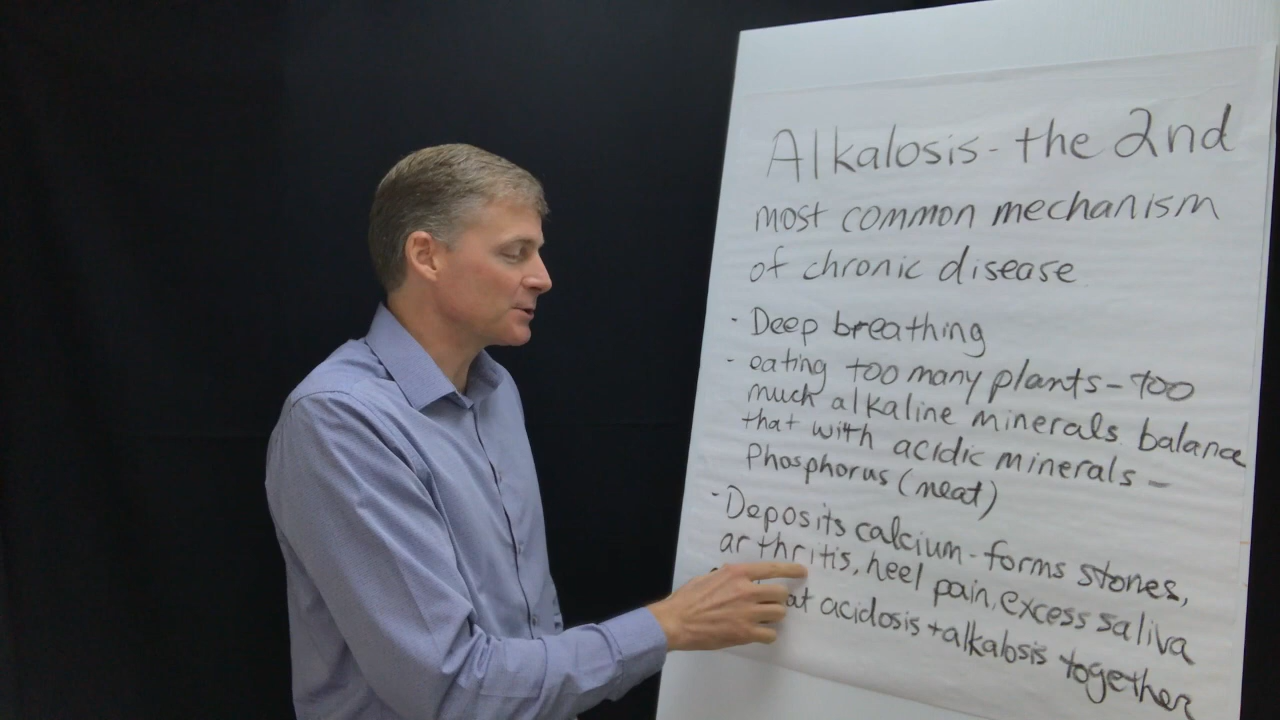 Alkalosis - the 2nd
most common mechanism
of chronic disease
- Deep breathing
- eating too many plants - too
much alkaline minerals balance
that with acidic minerals -
Phosphorus (meat)
- Deposits calcium - forms stones,
arthritis, heel pain, excess saliva
acidosis + alkalosis together